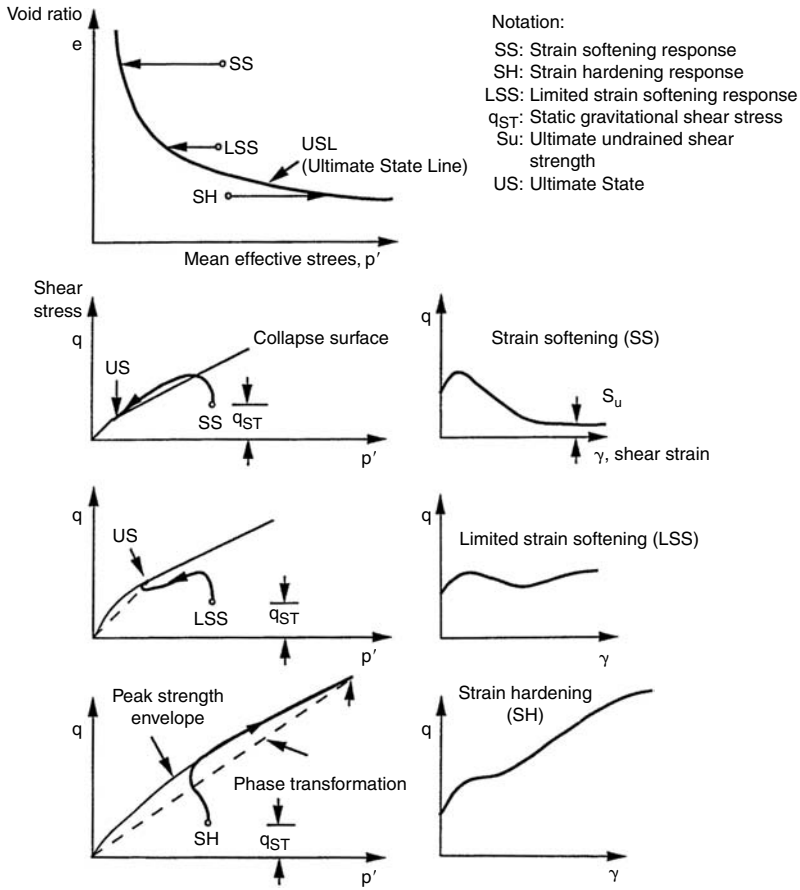 Void ratio
e
SS
LSS
USL
(Ultimate State Line)
SH
Mean effective strees, p′
Notation:
SS: Strain softening response
SH: Strain hardening response
LSS: Limited strain softening response
qST: Static gravitational shear stress
Su: Ultimate undrained shear
strength
US: Ultimate State
Shear
stress
q
US
Collapse surface
SS
qST
p′
q
Strain softening (SS)
Su
γ, shear strain
q
US
LSS
qST
p′
q
Limited strain softening (LSS)
γ
Peak strength
envelope
q
Phase transformation
SH
qST
p′
Strain hardening
(SH)
q
γ